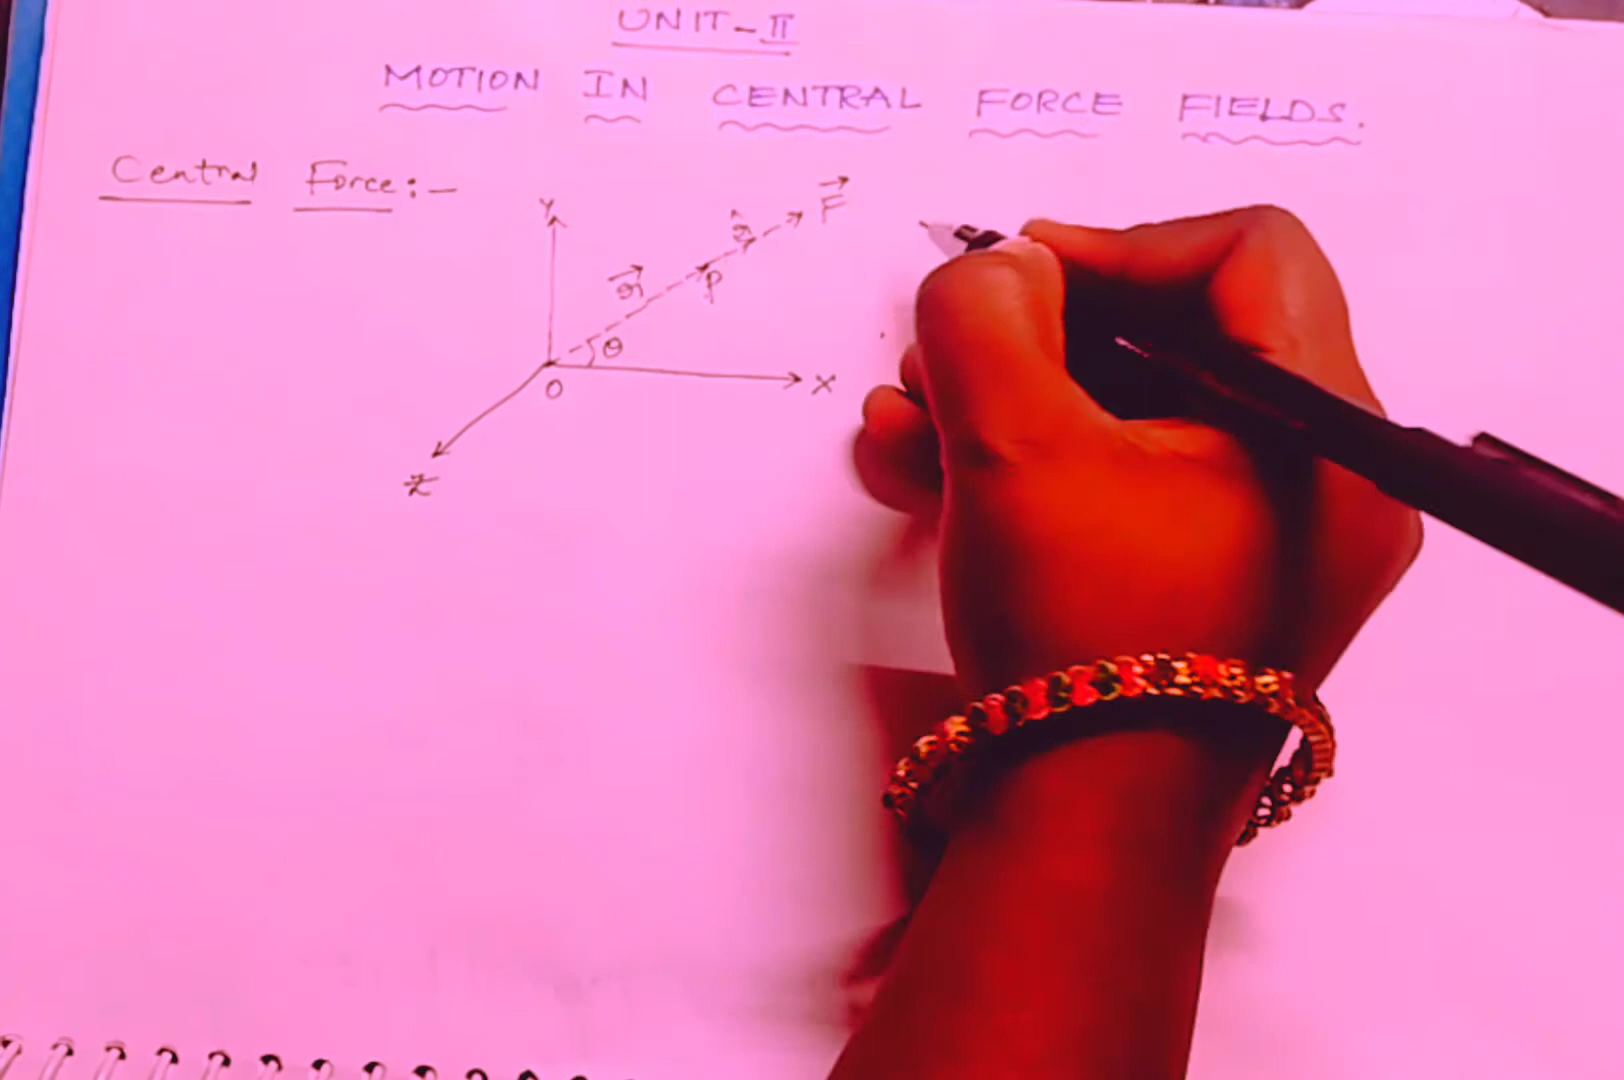 UNIT-II
MOTION IN CENTRAL FORCE FIELDS.
Central Force:-
Y
F⃗
r̂
r⃗
P
θ
O
X
Z